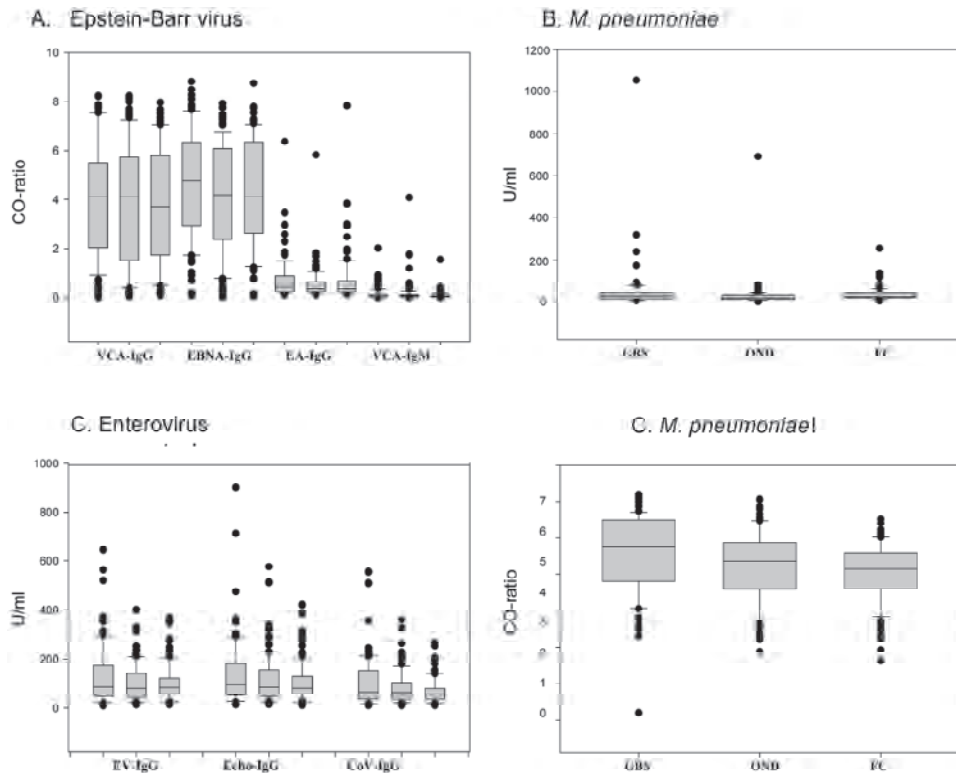 A. Epstein-Barr virus
10
8
6
4
2
0
CO-ratio
VCA-IgG EBNA-IgG EA-IgG VCA-IgM
B. M. pneumoniae
1200
1000
800
600
400
200
0
U/ml
GBS OND FC
C. Enterovirus
1000
800
600
400
200
0
U/ml
EV-IgG Echo-IgG CoV-IgG
C. M. pneumoniae!
7
6
5
4
3
2
1
0
CO-ratio
GBS OND FC